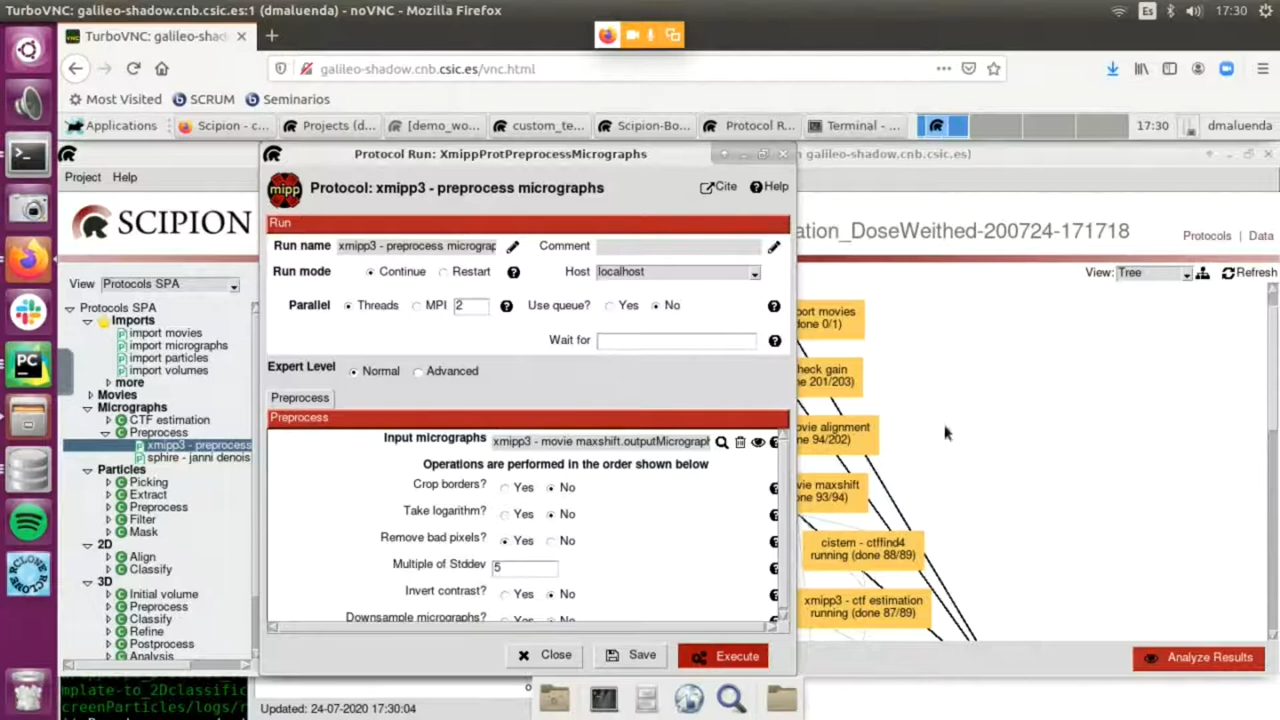 TurboVNC: galileo-shadow.cnb.csic.es:1 (dmaluenda) - noVNC - Mozilla Firefox
Es
17:30
TurboVNC: galileo-shad
galileo-shadow.cnb.csic.es/vnc.html
Most Visited
SCRUM
Seminarios
Applications
Scipion - c...
Projects (d...
[demo_wo...
custom_te...
Scipion-Bo...
Protocol R...
Terminal - ...
17:30
dmaluenda
Protocol Run: XmippProtPreprocessMicrographs
galileo-shadow.cnb.csic.es)
Project Help
mipp
Protocol: xmipp3 - preprocess micrographs
Cite
Help
SCIPION
ation_DoseWeithed-200724-171718
Protocols | Data
Run
Run name
xmipp3 - preprocess micrograp
Comment
Run mode
Continue
Restart
Host
localhost
View: Tree
Refresh
View Protocols SPA
Parallel
Threads
MPI
2
Use queue?
Yes
No
Wait for
Expert Level
Normal
Advanced
Preprocess
Preprocess
Input micrographs
xmipp3 - movie maxshift.outputMicrograph
Operations are performed in the order shown below
Crop borders?
Yes
No
Take logarithm?
Yes
No
Remove bad pixels?
Yes
No
Multiple of Stddev
5
Invert contrast?
Yes
No
Downsample micrographs?
Yes
No
Close
Save
Execute
Protocols SPA
Imports
import movies
import micrographs
import particles
import volumes
more
Movies
Micrographs
CTF estimation
Preprocess
xmipp3 - preprocess
sphire - janni denois
Particles
Picking
Extract
Preprocess
Filter
Mask
2D
Align
Classify
3D
Initial volume
Preprocess
Classify
Refine
Postprocess
Analysis
port movies
done 0/1)
heck gain
e 201/203)
vie alignment
ne 94/202)
vie maxshift
one 93/94)
cistem - ctffind4
running (done 88/89)
xmipp3 - ctf estimation
running (done 87/89)
Analyze Results
mplate-to_2Dclassific
creenParticles/logs/r
Updated: 24-07-2020 17:30:04
PC
RCLONE